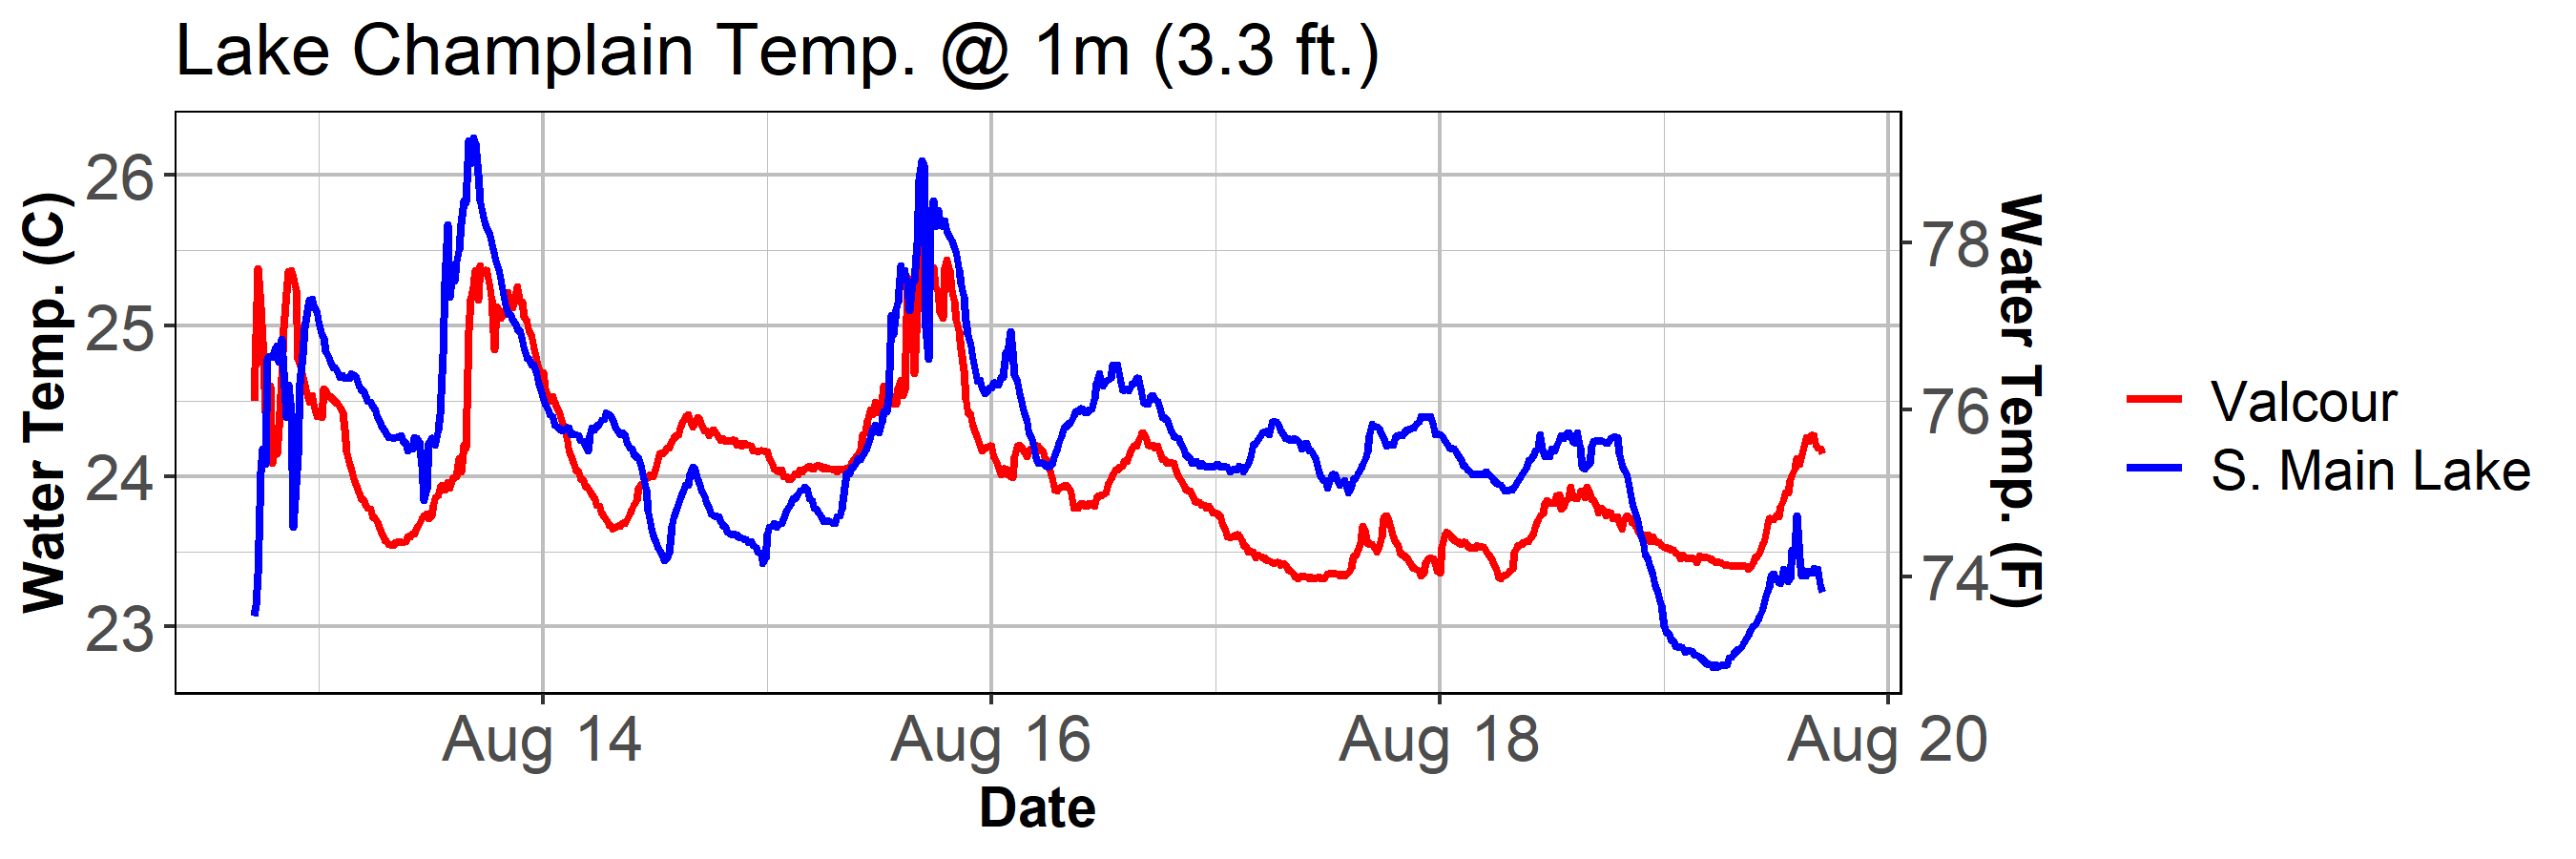 Lake Champlain Temp. @ 1m (3.3 ft.)
Water Temp. (C)
26
25
24
23
78
76
74
Water Temp. (F)
Aug 14
Aug 16
Aug 18
Aug 20
Date
Valcour
S. Main Lake